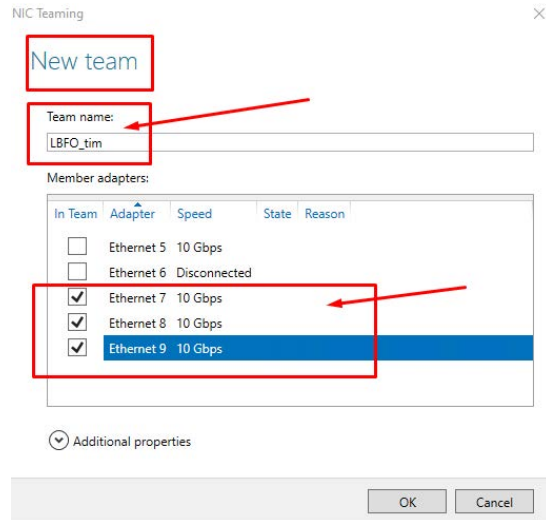 NIC Teaming
New team
Team name:
LBFO_tim
Member adapters:
In Team Adapter Speed State Reason
Ethernet 5 10 Gbps
Ethernet 6 Disconnected
Ethernet 7 10 Gbps
Ethernet 8 10 Gbps
Ethernet 9 10 Gbps
Additional properties
OK Cancel